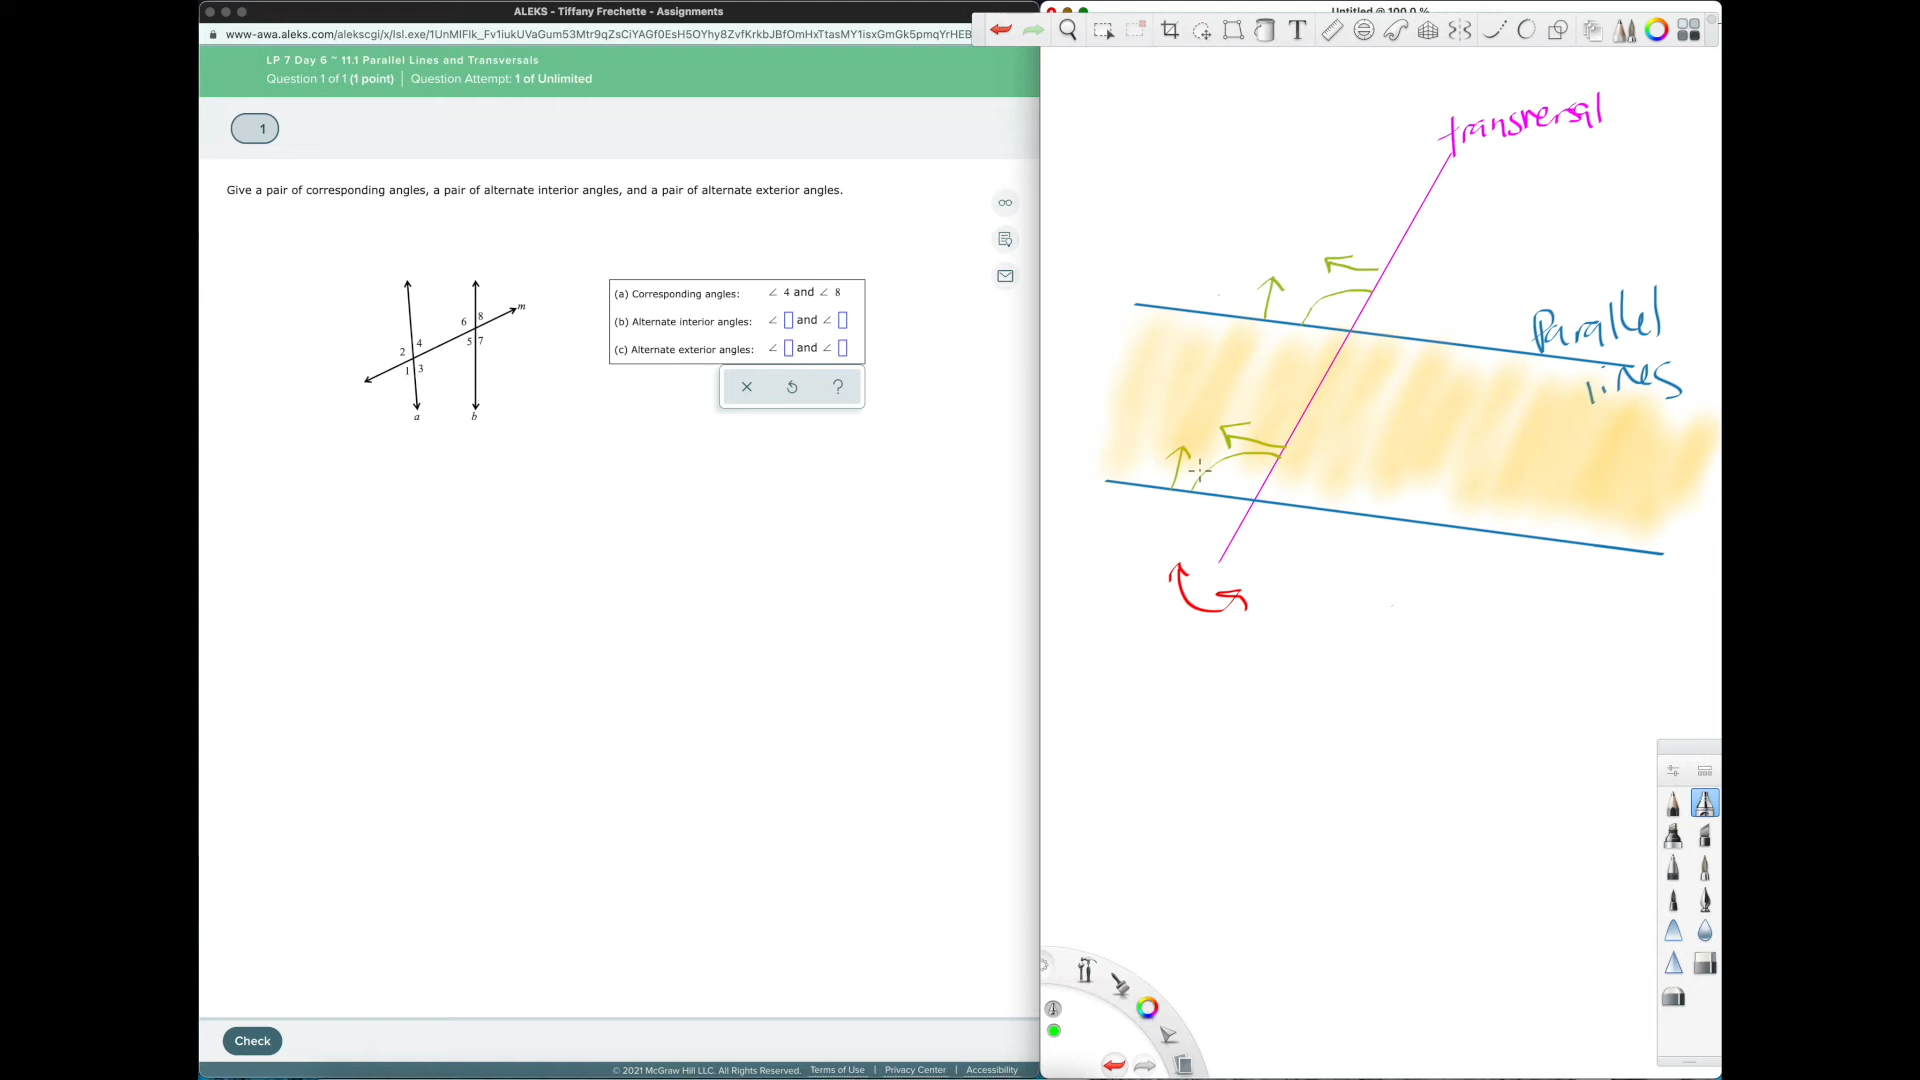 ALEKS - Tiffany Frechette - Assignments
www-awa.aleks.com/alekscgi/x/Isl.exe/1UnMIFlk_Fv1iukUVaGum53Mtr9qZsCiYAGf0EsH5OYhy8ZvfKrkbJBfOmHxTtasMY1isxGmGk5pmqYrHEB
LP 7 Day 6 ~ 11.1 Parallel Lines and Transversals
Question 1 of 1 (1 point) | Question Attempt: 1 of Unlimited
1
Give a pair of corresponding angles, a pair of alternate interior angles, and a pair of alternate exterior angles.
m
6 8
5 7
2 4
1 3
a b
(a) Corresponding angles: ∠ 4 and ∠ 8
(b) Alternate interior angles: ∠ and ∠
(c) Alternate exterior angles: ∠ and ∠
?
Check
© 2021 McGraw Hill LLC. All Rights Reserved. Terms of Use | Privacy Center | Accessibility
Untitled @ 100.0 %
T
transversal
Parallel
lines